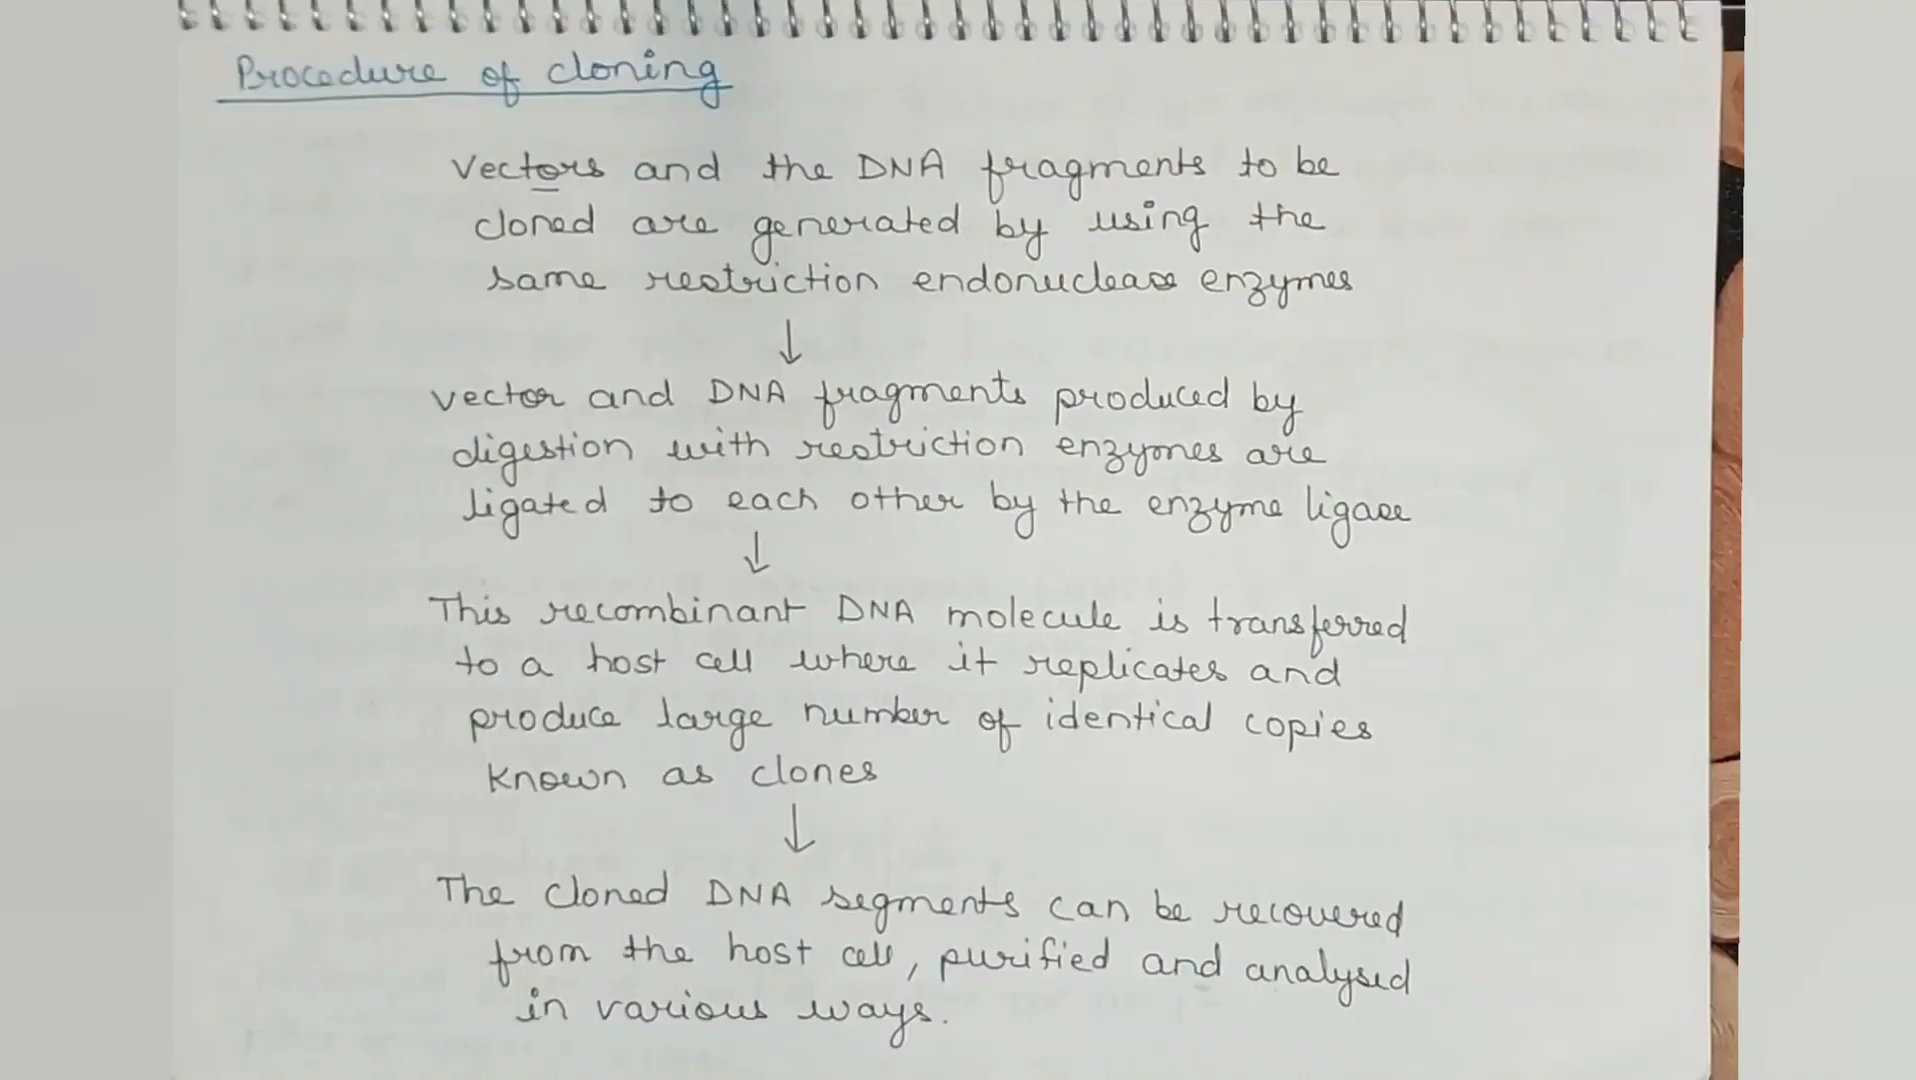 Procedure of cloning
Vectors and the DNA fragments to be
cloned are generated by using the
same restriction endonuclease enzymes
↓
vector and DNA fragments produced by
digestion with restriction enzymes are
ligated to each other by the enzyme ligase
↓
This recombinant DNA molecule is transferred
to a host cell where it replicates and
produce large number of identical copies
known as clones
↓
The cloned DNA segments can be recovered
from the host cell, purified and analysed
in various ways.